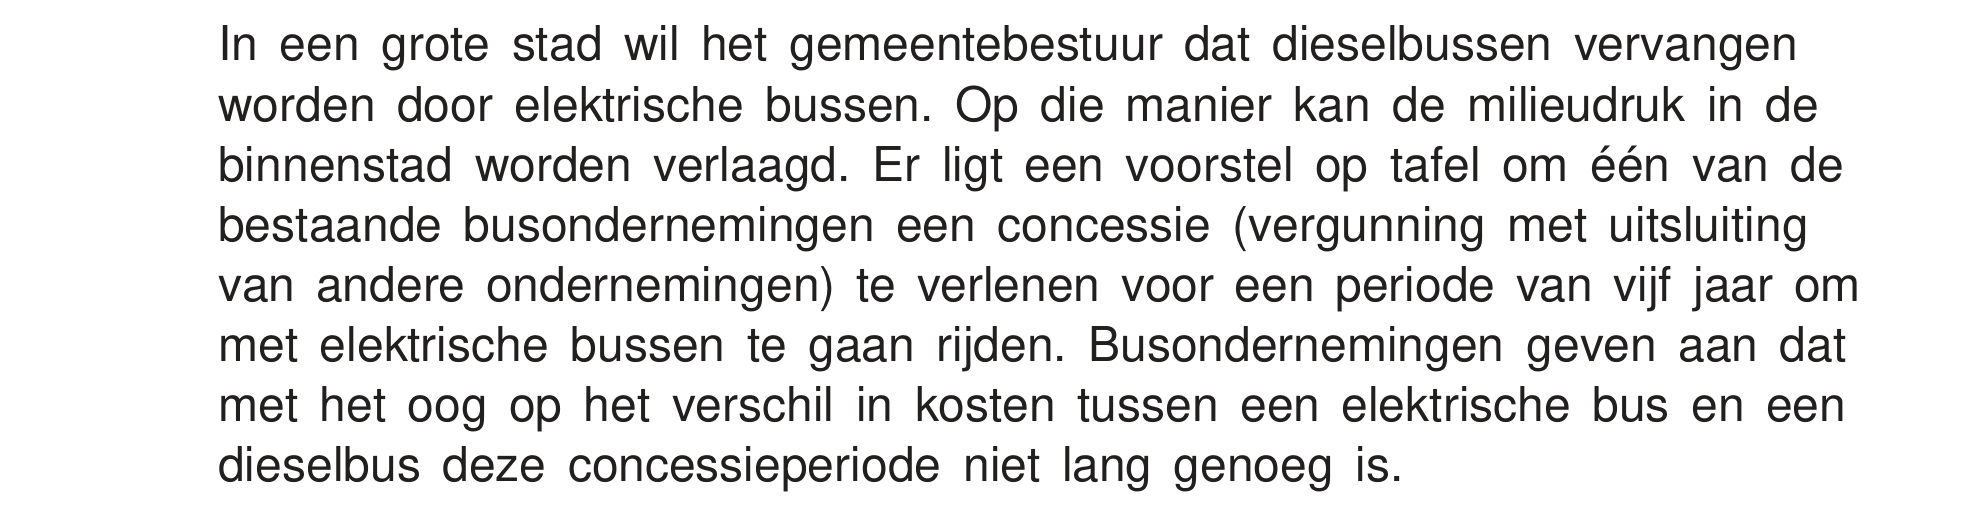 In een grote stad wil het gemeentebestuur dat dieselbussen vervangen
worden door elektrische bussen. Op die manier kan de milieudruk in de
binnenstad worden verlaagd. Er ligt een voorstel op tafel om één van de
bestaande busondernemingen een concessie (vergunning met uitsluiting
van andere ondernemingen) te verlenen voor een periode van vijf jaar om
met elektrische bussen te gaan rijden. Busondernemingen geven aan dat
met het oog op het verschil in kosten tussen een elektrische bus en een
dieselbus deze concessieperiode niet lang genoeg is.